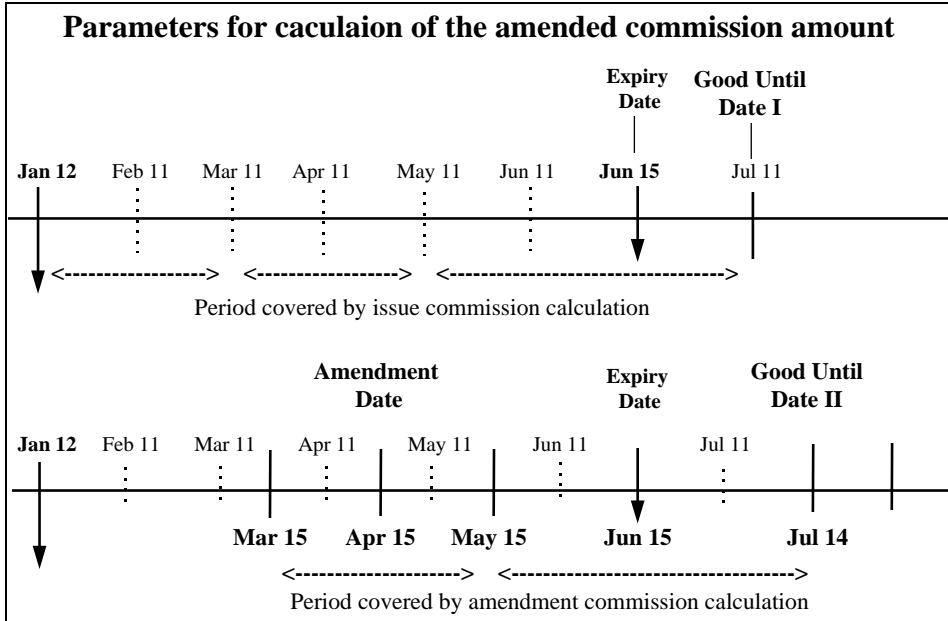 Parameters for caculaion of the amended commission amount
Expiry Date
Good Until Date I
Jan 12 Feb 11 Mar 11 Apr 11 May 11 Jun 11 Jun 15 Jul 11
Period covered by issue commission calculation
Amendment Date
Expiry Date
Good Until Date II
Jan 12 Feb 11 Mar 11 Apr 11 May 11 Jun 11 Jul 11
Mar 15 Apr 15 May 15 Jun 15 Jul 14
Period covered by amendment commission calculation